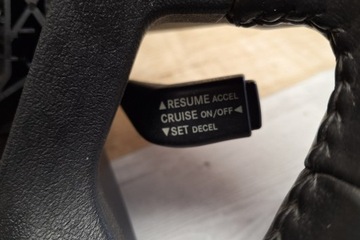 ▲RESUME ACCEL
CRUISE ON/OFF◀
▼SET DECEL